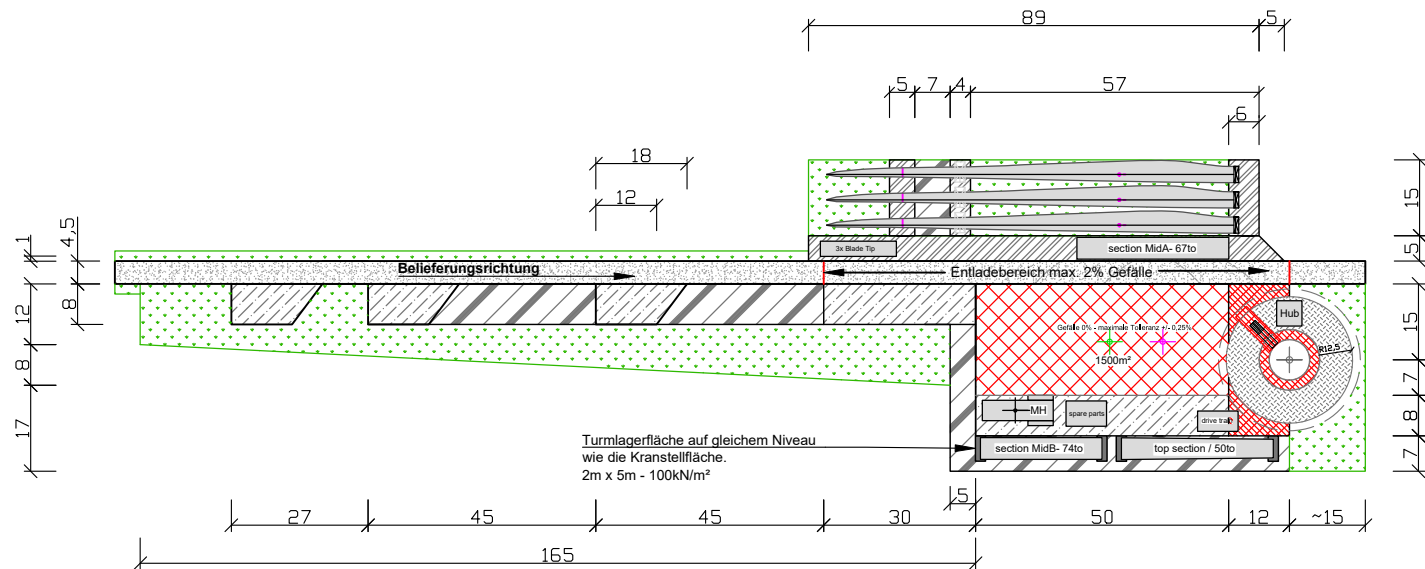 89
5
5
7
4
57
6
18
12
15
5
1
4,5
8
12
8
17
3x Blade Tip
section MidA- 67to
Belieferungsrichtung
Entladebereich max. 2% Gefälle
Hub
Gefälle 0% - maximale Tolleranz +/- 0.25%
1500m²
R12,5
15
7
8
7
MH
spare parts
drive train
Turmlagerfläche auf gleichem Niveau
wie die Kranstellfläche.
2m x 5m - 100kN/m²
section MidB- 74to
top section / 50to
5
27
45
45
30
50
12
~15
165